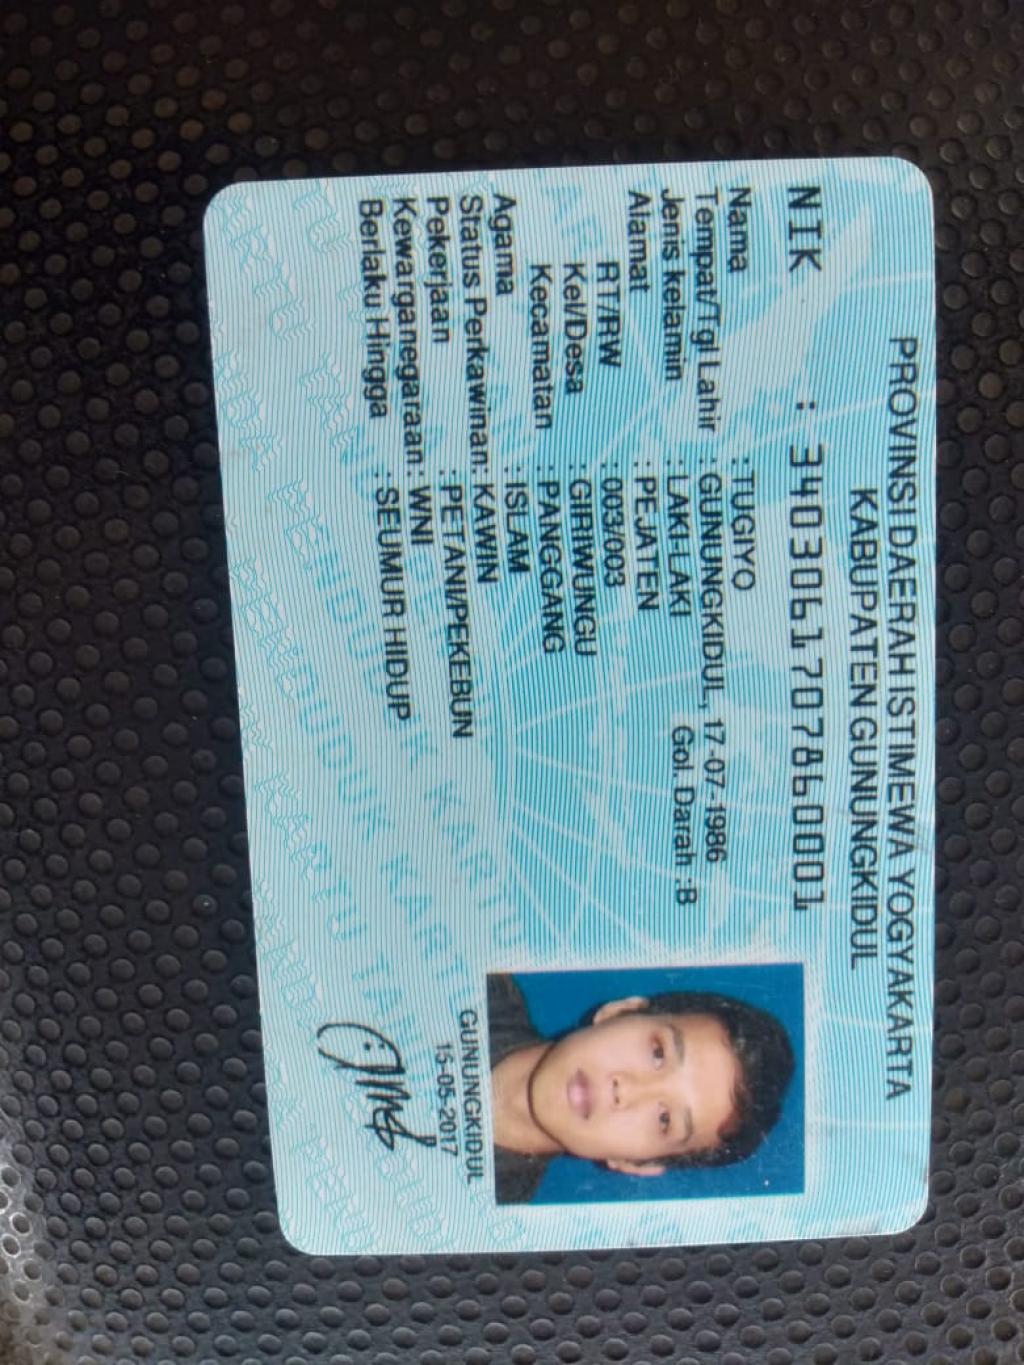 PROVINSI DAERAH ISTIMEWA YOGYAKARTA
KABUPATEN GUNUNGKIDUL
NIK : 3403061707860001
Nama : TUGIYO
Tempat/Tgl Lahir : GUNUNGKIDUL, 17-07-1986
Jenis kelamin : LAKI-LAKI Gol. Darah : B
Alamat : PEJATEN
RT/RW : 003/003
Kel/Desa : GIRIWUNGU
Kecamatan : PANGGANG
Agama : ISLAM
Status Perkawinan: KAWIN
Pekerjaan : PETANI/PEKEBUN
Kewarganegaraan: WNI
Berlaku Hingga : SEUMUR HIDUP
GUNUNGKIDUL
15-05-2017